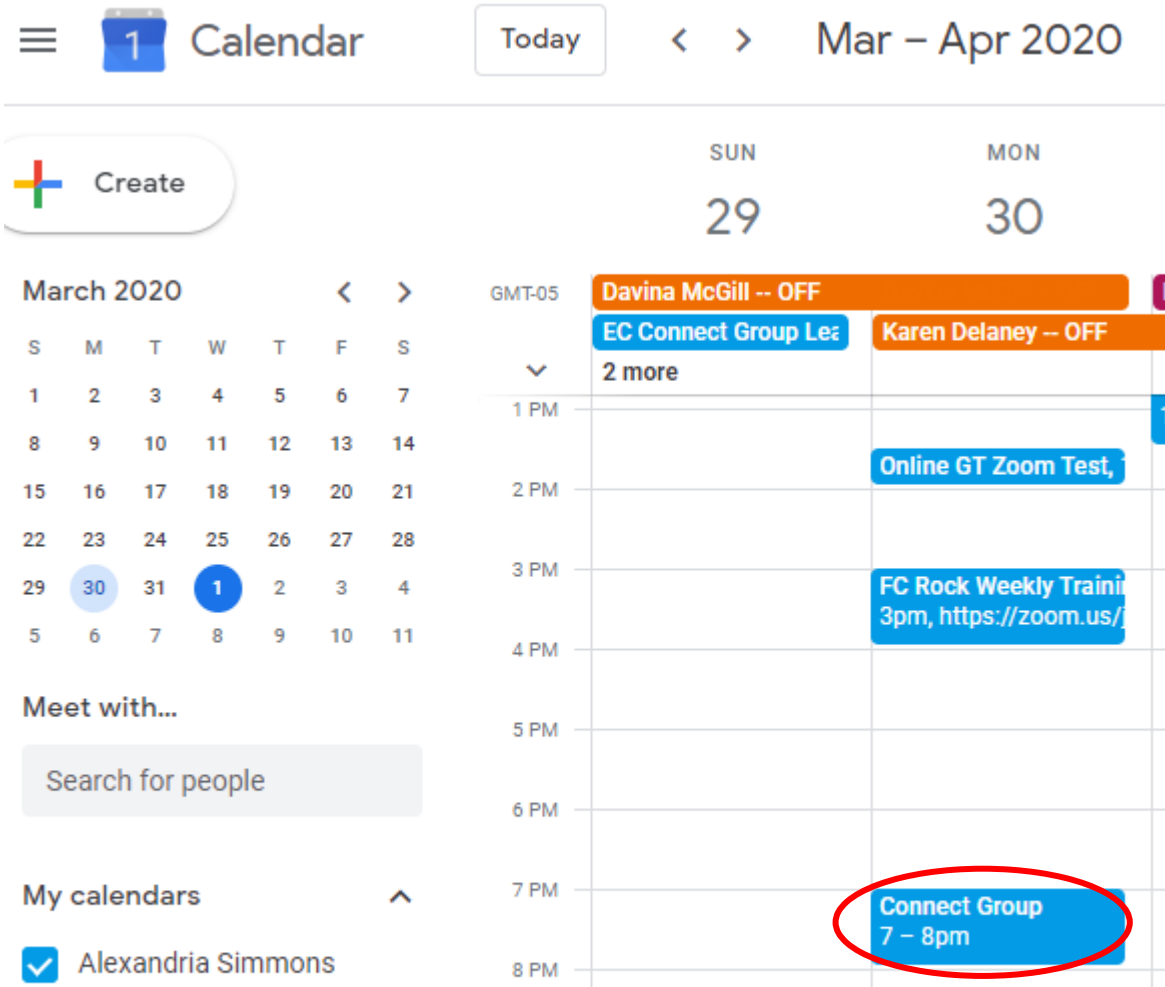 1 Calendar Today Mar – Apr 2020
Create
SUN MON
29 30
March 2020
S M T W T F S
1 2 3 4 5 6 7
8 9 10 11 12 13 14
15 16 17 18 19 20 21
22 23 24 25 26 27 28
29 30 31 1 2 3 4
5 6 7 8 9 10 11
Meet with...
Search for people
My calendars
Alexandria Simmons
GMT-05
Davina McGill -- OFF
EC Connect Group
Karen Delaney -- OFF
2 more
1 PM
Online GT Zoom Test,
2 PM
3 PM
FC Rock Weekly
3pm, https://zoom.us/j
4 PM
5 PM
6 PM
7 PM
Connect Group
7 – 8pm
8 PM